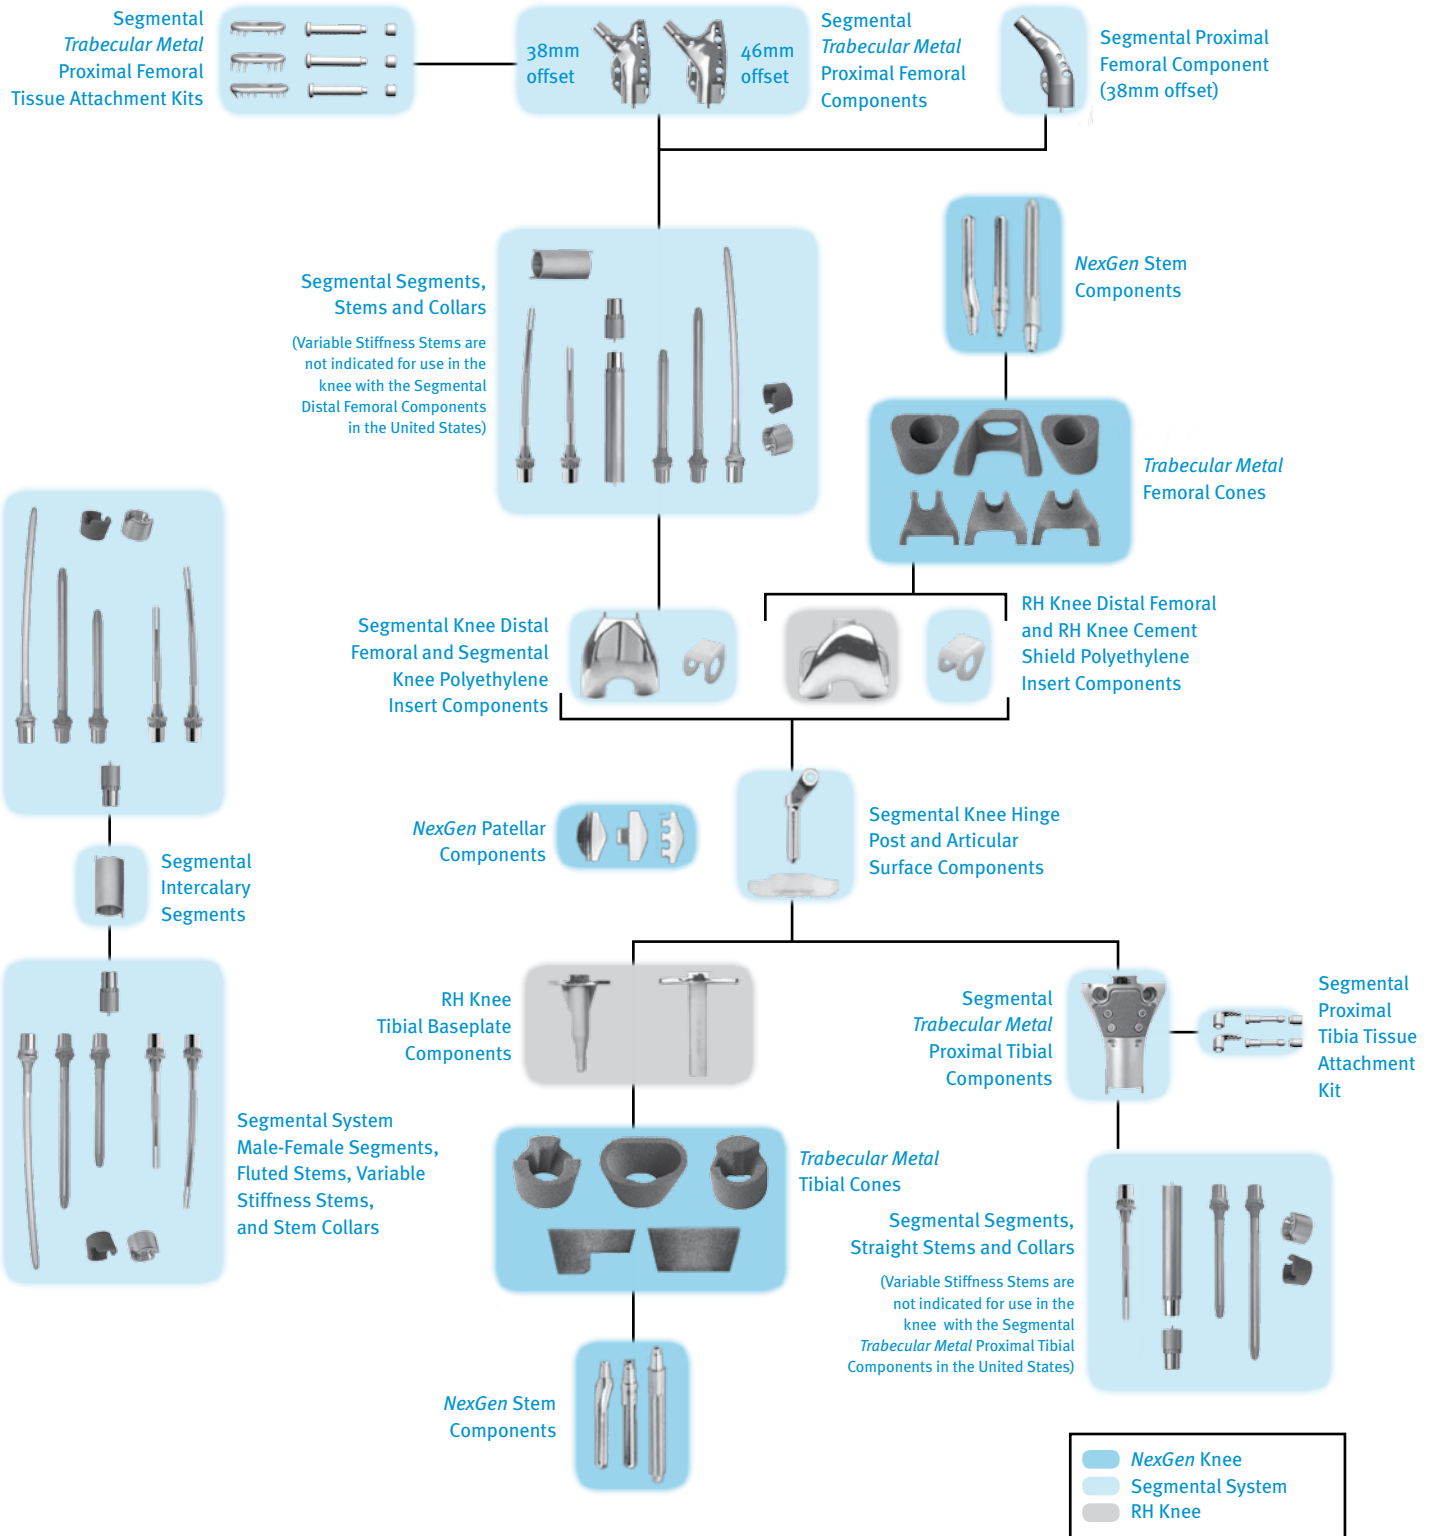 Segmental
Trabecular Metal
Proximal Femoral
Tissue Attachment Kits
38mm
offset
46mm
offset
Segmental
Trabecular Metal
Proximal Femoral
Components
Segmental Proximal
Femoral Component
(38mm offset)
Segmental Segments,
Stems and Collars
(Variable Stiffness Stems are
not indicated for use in the
knee with the Segmental
Distal Femoral Components
in the United States)
NexGen Stem
Components
Trabecular Metal
Femoral Cones
Segmental Knee Distal
Femoral and Segmental
Knee Polyethylene
Insert Components
RH Knee Distal Femoral
and RH Knee Cement
Shield Polyethylene
Insert Components
NexGen Patellar
Components
Segmental Knee Hinge
Post and Articular
Surface Components
Segmental
Intercalary
Segments
RH Knee
Tibial Baseplate
Components
Segmental
Trabecular Metal
Proximal Tibial
Components
Segmental
Proximal
Tibia Tissue
Attachment
Kit
Segmental System
Male-Female Segments,
Fluted Stems, Variable
Stiffness Stems,
and Stem Collars
Trabecular Metal
Tibial Cones
Segmental Segments,
Straight Stems and Collars
(Variable Stiffness Stems are
not indicated for use in the
knee with the Segmental
Trabecular Metal Proximal Tibial
Components in the United States)
NexGen Stem
Components
NexGen Knee
Segmental System
RH Knee